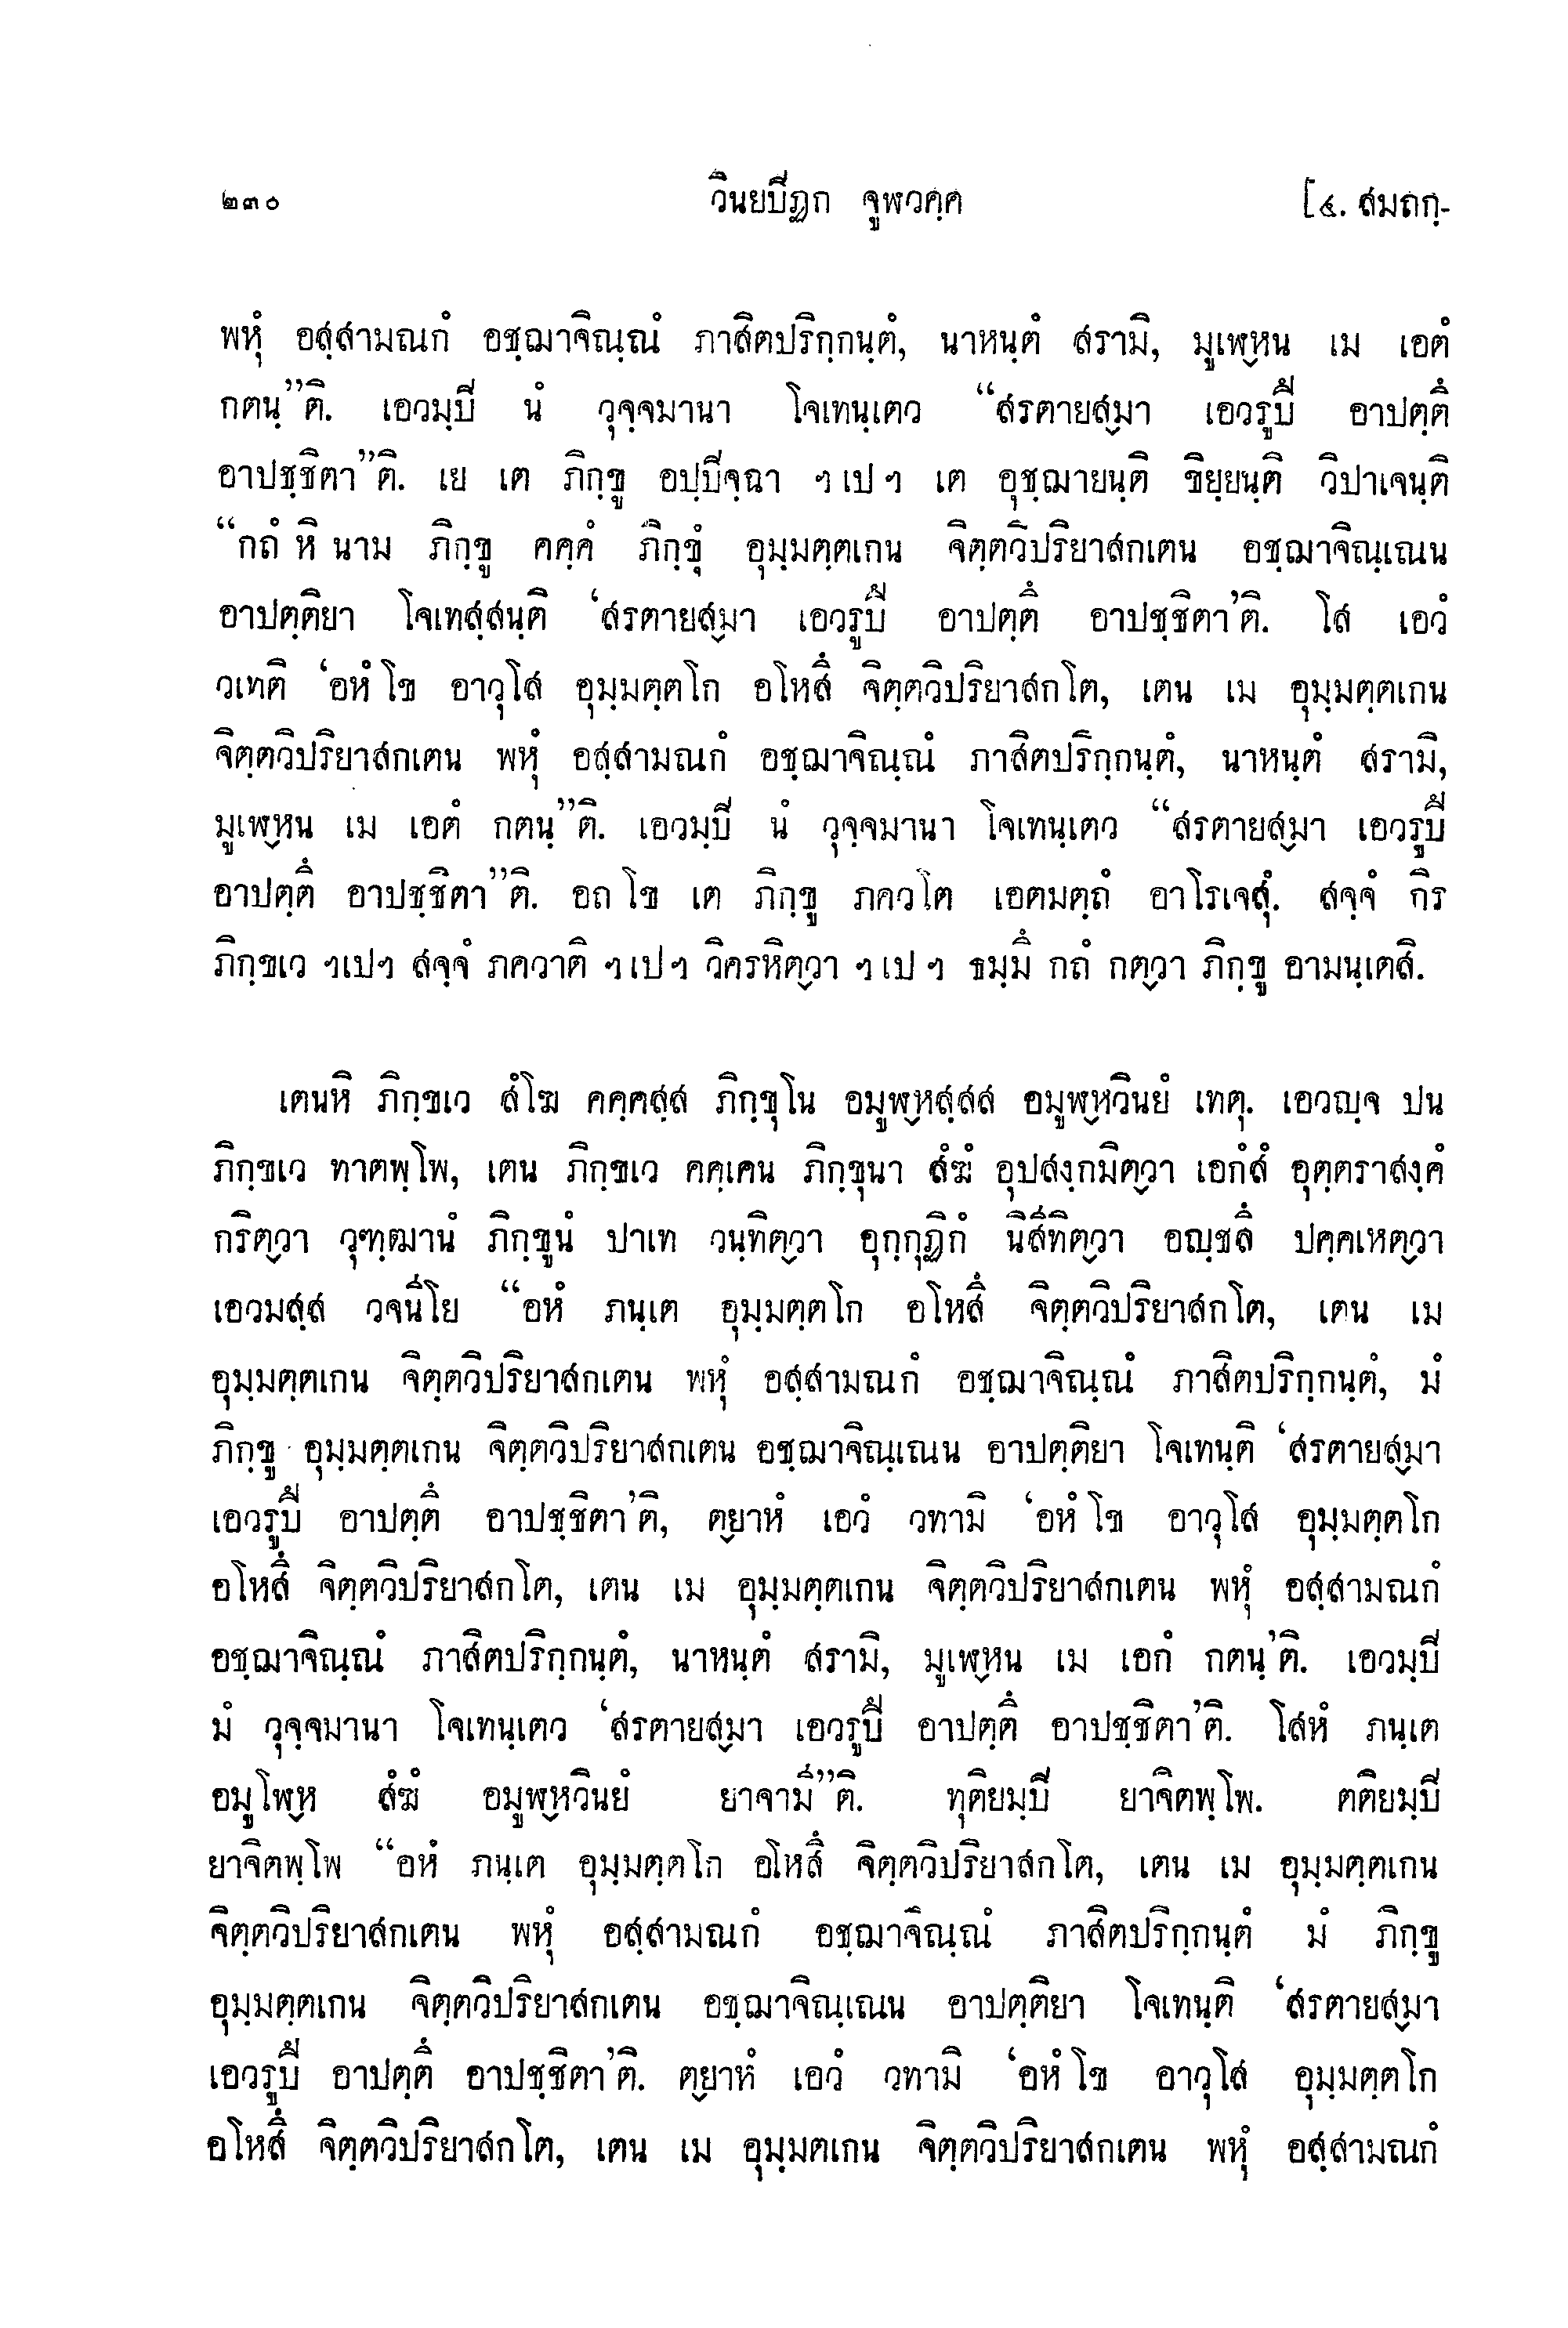 ๒๓๐ วินยปิฏก จูฬวคฺค [๔. สมถกฺ-
พหุํ อสฺสามณกํ อชฺฌาจิณฺณํ ภาสิตปริกฺกนฺตํ, นาหนฺตํ สรามิ, มูเฬฺหน เม เอตํ
กตนฺ”ติ. เอวมฺปิ นํ วุจฺจมานา โจเทนฺเตว “สรตายสฺมา เอวรูปึ อาปตฺตึ
อาปชฺชิตา”ติ. เย เต ภิกฺขู อปฺปิจฺฉา ฯ เป ฯ เต อุชฺฌายนฺติ ขิยฺยนฺติ วิปาเจนฺติ
“กถํ หิ นาม ภิกฺขู คคฺคํ ภิกฺขุํ อุมฺมตฺตเกน จิตฺตวิปริยาสกเตน อชฺฌาจิณฺเณน
อาปตฺติยา โจเทสฺสนฺติ ‘สรตายสฺมา เอวรูปึ อาปตฺตึ อาปชฺชิตา’ติ. โส เอวํ
วเทติ ‘อหํ โข อาวุโส อุมฺมตฺตโก อโหสึ จิตฺตวิปริยาสกโต, เตน เม อุมฺมตฺตเกน
จิตฺตวิปริยาสกเตน พหุํ อสฺสามณกํ อชฺฌาจิณฺณํ ภาสิตปริกฺกนฺตํ, นาหนฺตํ สรามิ,
มูเฬฺหน เม เอตํ กตนฺ”ติ. เอวมฺปิ นํ วุจฺจมานา โจเทนฺเตว “สรตายสฺมา เอวรูปึ
อาปตฺตึ อาปชฺชิตา”ติ. อถ โข เต ภิกฺขู ภควโต เอตมตฺถํ อาโรเจสุํ. สจฺจํ กิร
ภิกฺขเว ฯเปฯ สจฺจํ ภควาติ ฯ เป ฯ วิครหิตฺวา ฯ เป ฯ ธมฺมึ กถํ กตฺวา ภิกฺขู อามนฺเตสิ.
เตนหิ ภิกฺขเว สํโฆ คคฺคสฺส ภิกฺขุโน อมูฬฺหสฺสส อมูฬฺหวินยํ เทตุ. เอวญฺจ ปน
ภิกฺขเว ทาตพฺโพ, เตน ภิกฺขเว คคฺเคน ภิกฺขุนา สํฆํ อุปสงฺกมิตฺวา เอกํสํ อุตฺตราสงฺคํ
กริตฺวา วุฑฺฒานํ ภิกฺขูนํ ปาเท วนฺทิตฺวา อุกฺกุฏิกํ นิสีทิตฺวา อญฺชลึ ปคฺคเหตฺวา
เอวมสฺส วจนีโย “อหํ ภนฺเต อุมฺมตฺตโก อโหสึ จิตฺตวิปริยาสกโต, เตน เม
อุมฺมตฺตเกน จิตฺตวิปริยาสกเตน พหุํ อสฺสามณกํ อชฺฌาจิณฺณํ ภาสิตปริกฺกนฺตํ, มํ
ภิกฺขู อุมฺมตฺตเกน จิตฺตวิปริยาสกเตน อชฺฌาจิณฺเณน อาปตฺติยา โจเทนฺติ ‘สรตายสฺมา
เอวรูปึ อาปตฺตึ อาปชฺชิตา’ติ, ตฺยาหํ เอวํ วทามิ ‘อหํ โข อาวุโส อุมฺมตฺตโก
อโหสึ จิตฺตวิปริยาสกโต, เตน เม อุมฺมตฺตเกน จิตฺตวิปริยาสกเตน พหุํ อสฺสามณกํ
อชฺฌาจิณฺณํ ภาสิตปริกฺกนฺตํ, นาหนฺตํ สรามิ, มูเฬฺหน เม เอกํ กตนฺ’ติ. เอวมฺปิ
มํ วุจฺจมานา โจเทนฺเตว ‘สรตายสฺมา เอวรูปึ อาปตฺตึ อาปชฺชิตา’ติ. โสหํ ภนฺเต
อมูโฬฺห สํฆํ อมูฬฺหวินยํ ยาจามี”ติ. ทุติยมฺปิ ยาจิตพฺโพ. ตติยมฺปิ
ยาจิตพฺโพ “อหํ ภนฺเต อุมฺมตฺตโก อโหสึ จิตฺตวิปริยาสกโต, เตน เม อุมฺมตฺตเกน
จิตฺตวิปริยาสกเตน พหุํ อสฺสามณกํ อชฺฌาจิณฺณํ ภาสิตปริกฺกนฺตํ มํ ภิกฺขู
อุมฺมตฺตเกน จิตฺตวิปริยาสกเตน อชฺฌาจิณฺเณน อาปตฺติยา โจเทนฺติ ‘สรตายสฺมา
เอวรูปึ อาปตฺตึ อาปชฺชิตา’ติ. ตฺยาหํ เอวํ วทามิ ‘อหํ โข อาวุโส อุมฺมตฺตโก
อโหสึ จิตฺตวิปริยาสกโต, เตน เม อุมฺมตเกน จิตฺตวิปริยาสกเตน พหุํ อสฺสามณกํ